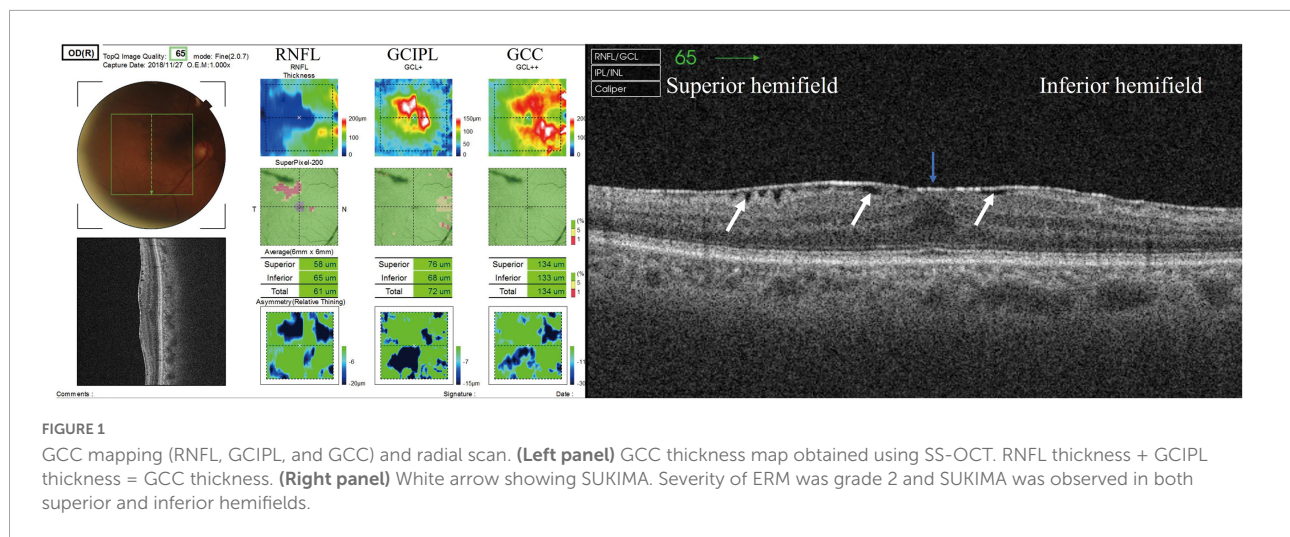 OD(R)
TopQ Image Quality: 65 mode: Fine(2.0.7)
Capture Date: 2018/11/27 O.E.M:1.000x
RNFL
RNFL
Thickness
GCIPL
GCL+
GCC
GCL++
200μm
100
0
150μm
100
0
200
100
0
SuperPixel-200
T
N
(%
5
1
Average(6mm x 6mm)
Superior 58 um
Inferior 65 um
Total 61 um
Superior 76 um
Inferior 68 um
Total 72 um
Superior 134 um
Inferior 133 um
Total 134 um
(%
5
1
Asymmetry(Relative Thining)
-6
-20μm
-7
-15μm
-11
-30
Comments :
Signature :
Date :
RNFL/GCL
IPL/INL
Caliper
65
Superior hemifield
Inferior hemifield
FIGURE 1
GCC mapping (RNFL, GCIPL, and GCC) and radial scan. (Left panel) GCC thickness map obtained using SS-OCT. RNFL thickness + GCIPL
thickness = GCC thickness. (Right panel) White arrow showing SUKIMA. Severity of ERM was grade 2 and SUKIMA was observed in both
superior and inferior hemifields.